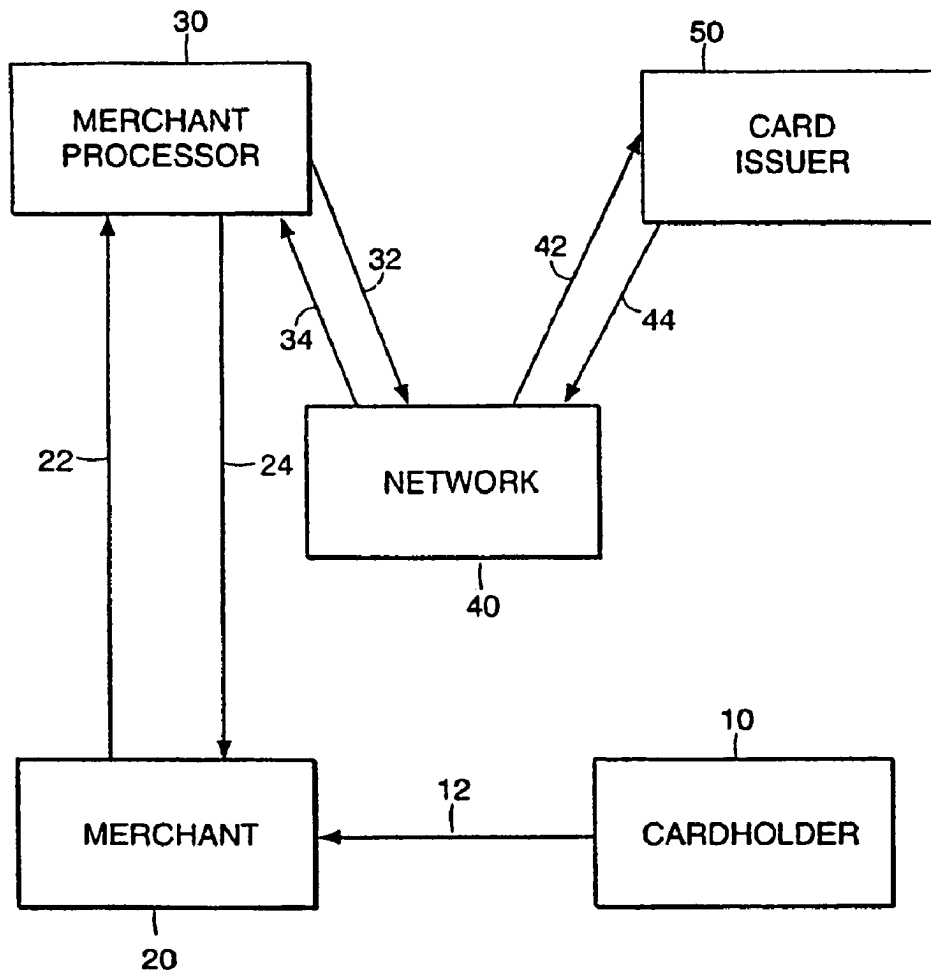 30
MERCHANT
PROCESSOR
50
CARD
ISSUER
32
34
42
44
22
24
NETWORK
40
10
12
MERCHANT
CARDHOLDER
20